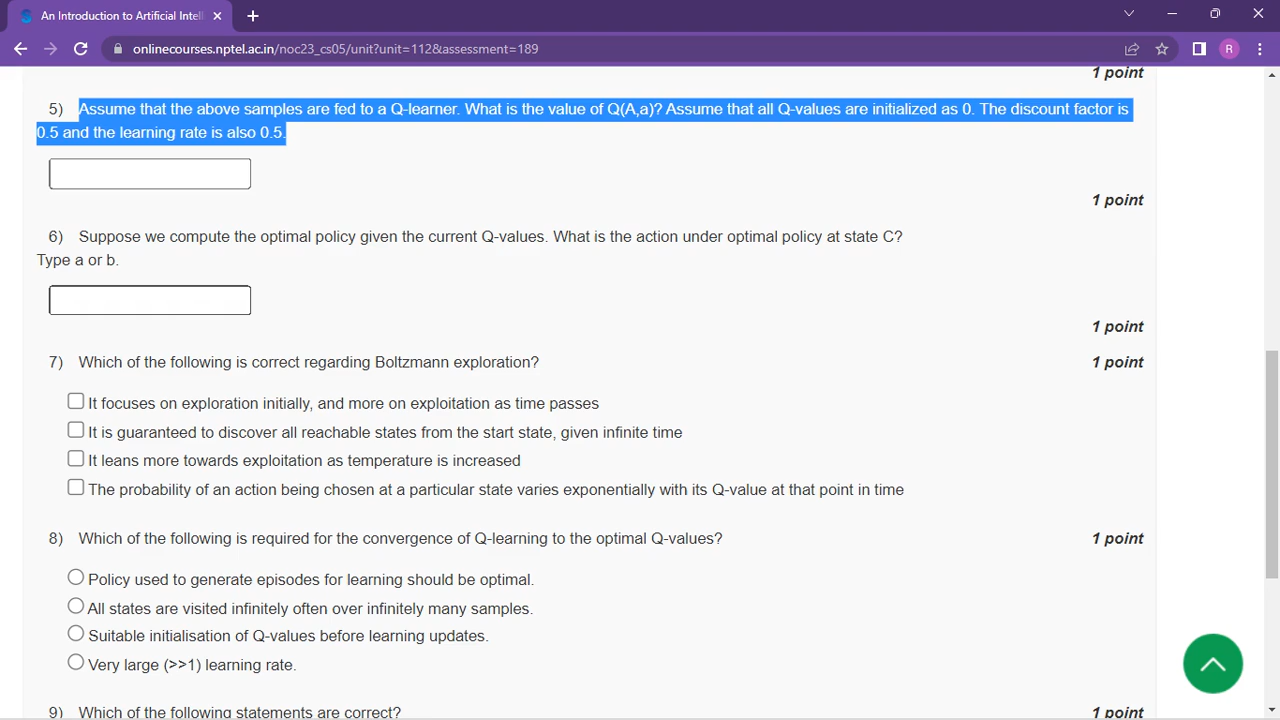 An Introduction to Artificial Intell
onlinecourses.nptel.ac.in/noc23_cs05/unit?unit=112&assessment=189
R
1 point
5) Assume that the above samples are fed to a Q-learner. What is the value of Q(A,a)? Assume that all Q-values are initialized as 0. The discount factor is
0.5 and the learning rate is also 0.5.
1 point
6) Suppose we compute the optimal policy given the current Q-values. What is the action under optimal policy at state C?
Type a or b.
1 point
7) Which of the following is correct regarding Boltzmann exploration? 1 point
It focuses on exploration initially, and more on exploitation as time passes
It is guaranteed to discover all reachable states from the start state, given infinite time
It leans more towards exploitation as temperature is increased
The probability of an action being chosen at a particular state varies exponentially with its Q-value at that point in time
8) Which of the following is required for the convergence of Q-learning to the optimal Q-values? 1 point
Policy used to generate episodes for learning should be optimal.
All states are visited infinitely often over infinitely many samples.
Suitable initialisation of Q-values before learning updates.
Very large (>>1) learning rate.
9) Which of the following statements are correct? 1 point